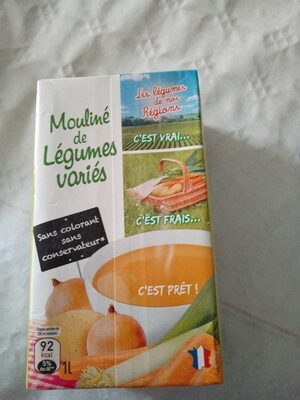 Les légumes
de nos
Régions
C'EST VRAI...
Mouliné
de
Légumes
variés
C'EST FRAIS...
Sans colorant
sans
conservateur*
C'EST PRÊT !
92
kcal
5%
1L